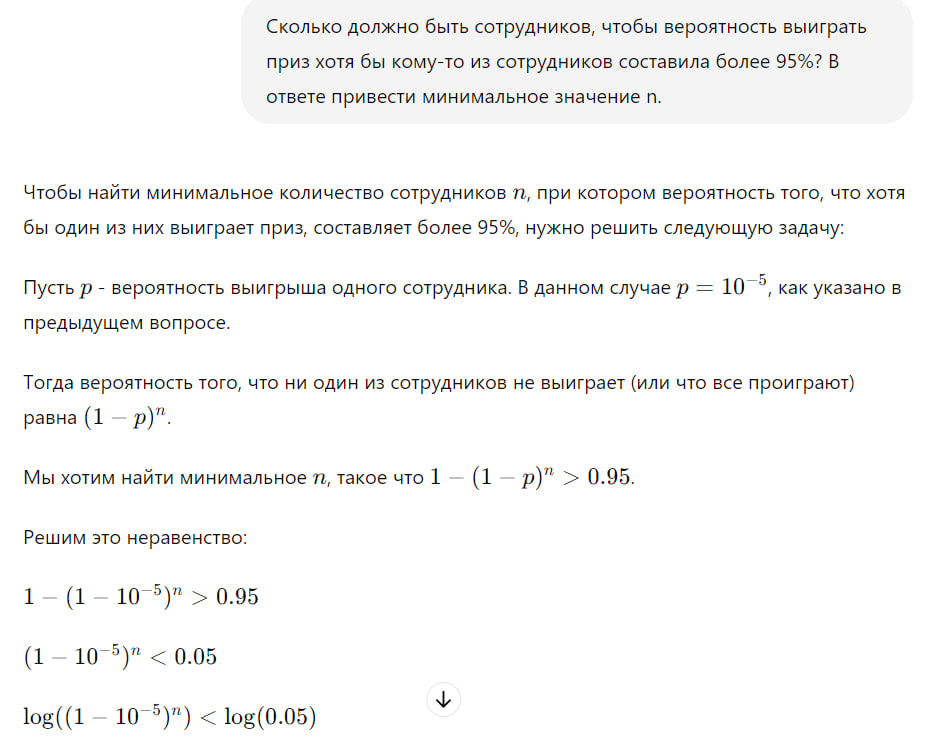 Сколько должно быть сотрудников, чтобы вероятность выиграть
приз хотя бы кому-то из сотрудников составила более 95%? В
ответе привести минимальное значение n.
Чтобы найти минимальное количество сотрудников n, при котором вероятность того, что хотя
бы один из них выиграет приз, составляет более 95%, нужно решить следующую задачу:
Пусть p - вероятность выигрыша одного сотрудника. В данном случае p = 10⁻⁵, как указано в
предыдущем вопросе.
Тогда вероятность того, что ни один из сотрудников не выиграет (или что все проиграют)
равна (1 − p)ⁿ.
Мы хотим найти минимальное n, такое что 1 − (1 − p)ⁿ > 0.95.
Решим это неравенство:
1 − (1 − 10⁻⁵)ⁿ > 0.95
(1 − 10⁻⁵)ⁿ < 0.05
log((1 − 10⁻⁵)ⁿ) < log(0.05)